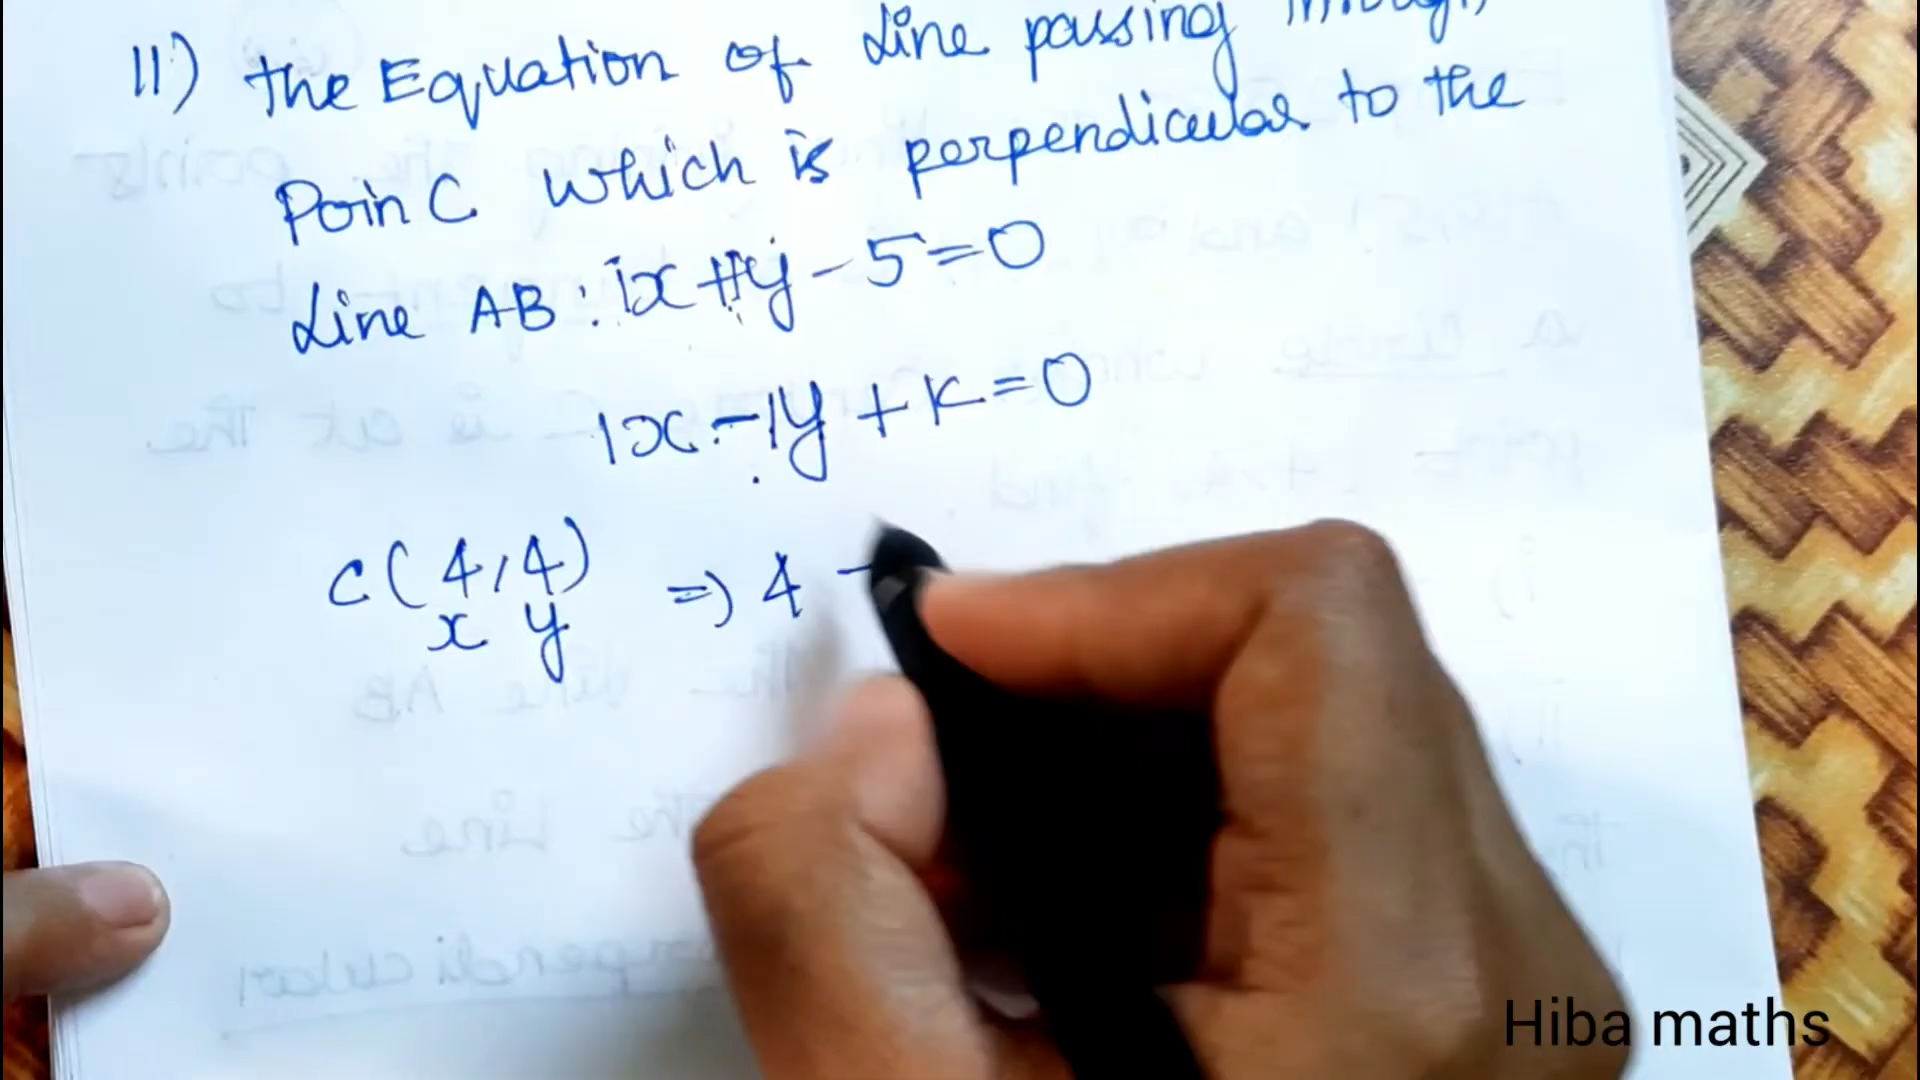 11) the Equation of Line passing through
Poin C which is perpendicular to the
Line AB : 1x+1y-5=0
1x-1y+k=0
C(4,4) => 4 -
x y
Hiba maths